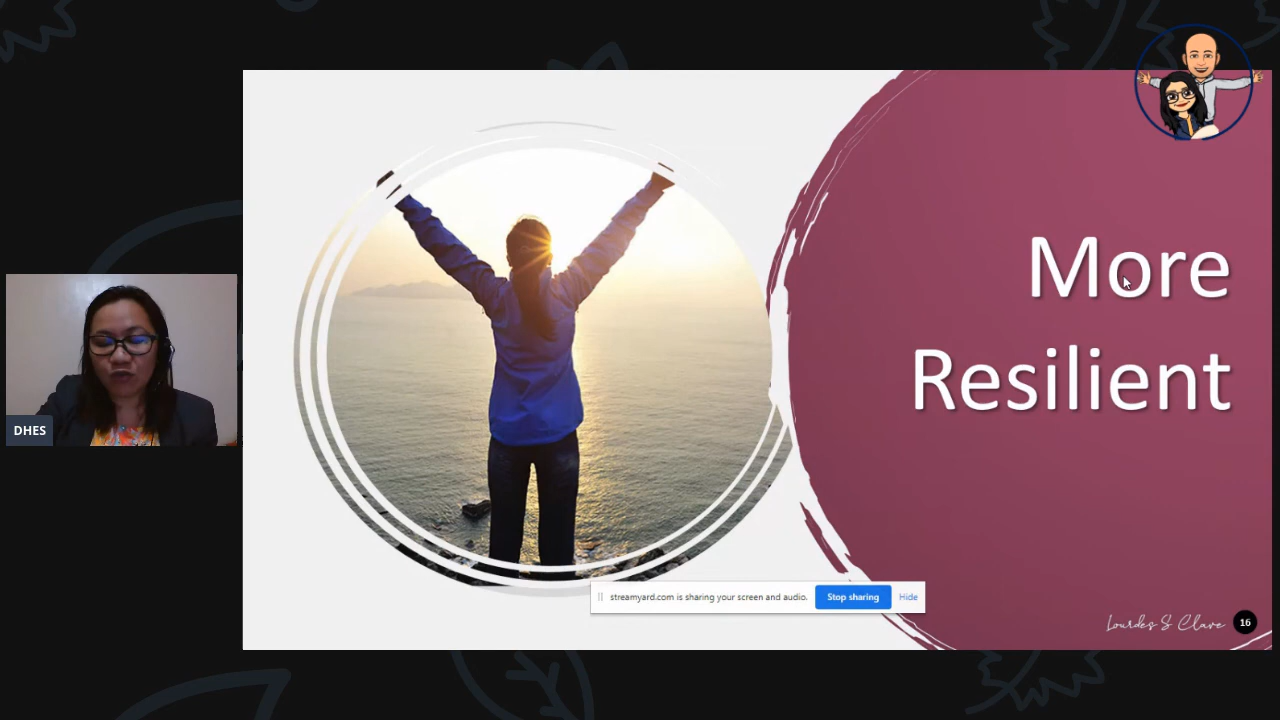 More
Resilient
DHES
streamyard.com is sharing your screen and audio.
Stop sharing
Hide
Lourdes S Clave
16